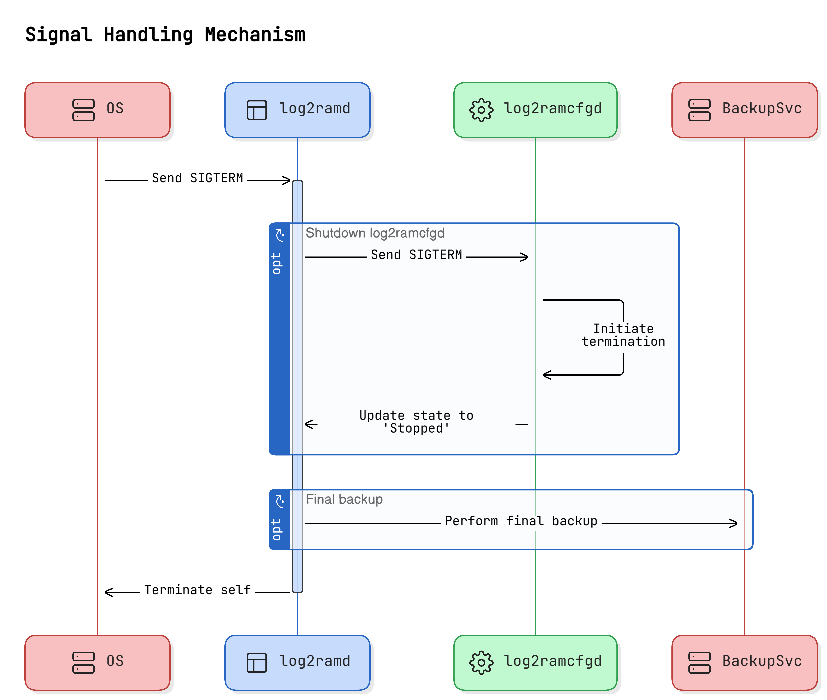 Signal Handling Mechanism
OS
log2ramd
log2ramcfgd
BackupSvc
Send SIGTERM
opt
Shutdown log2ramcfgd
Send SIGTERM
Initiate
termination
Update state to
'Stopped'
opt
Final backup
Perform final backup
Terminate self
OS
log2ramd
log2ramcfgd
BackupSvc